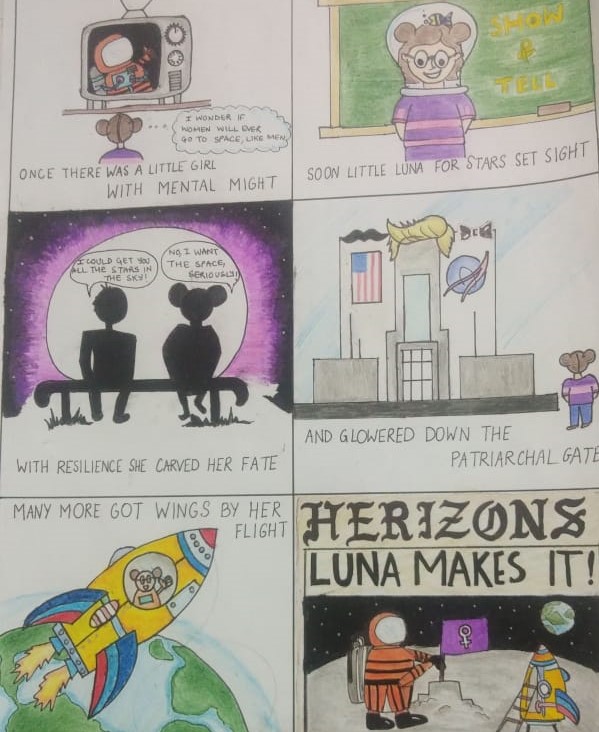 I WONDER IF
WOMEN WILL EVER
GO TO SPACE, LIKE MEN.
ONCE THERE WAS A LITTLE GIRL
WITH MENTAL MIGHT
SHOW
&
TELL
SOON LITTLE LUNA FOR STARS SET SIGHT
I COULD GET YOU
ALL THE STARS IN
THE SKY!
NO, I WANT
THE SPACE,
SERIOUSLY!
WITH RESILIENCE SHE CARVED HER FATE
AND GLOWERED DOWN THE
PATRIARCHAL GATE
MANY MORE GOT WINGS BY HER
FLIGHT
HERIZONS
LUNA MAKES IT!